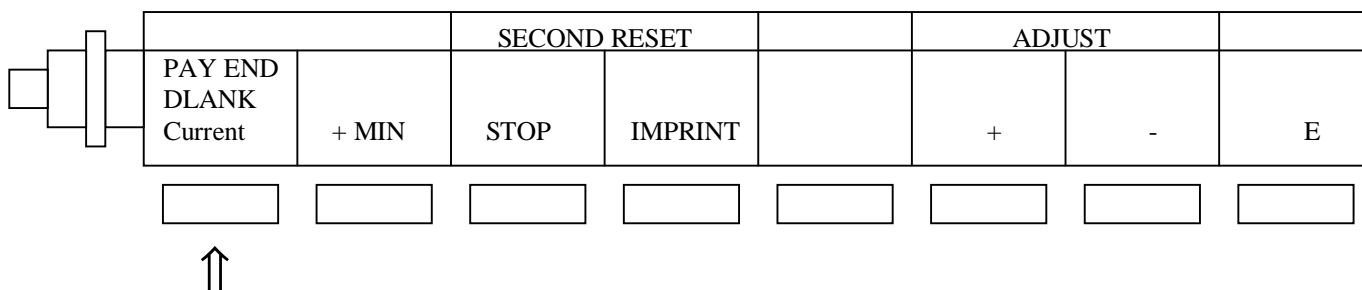 SECOND RESET ADJUST
PAY END
DLANK
Current + MIN STOP IMPRINT + - E